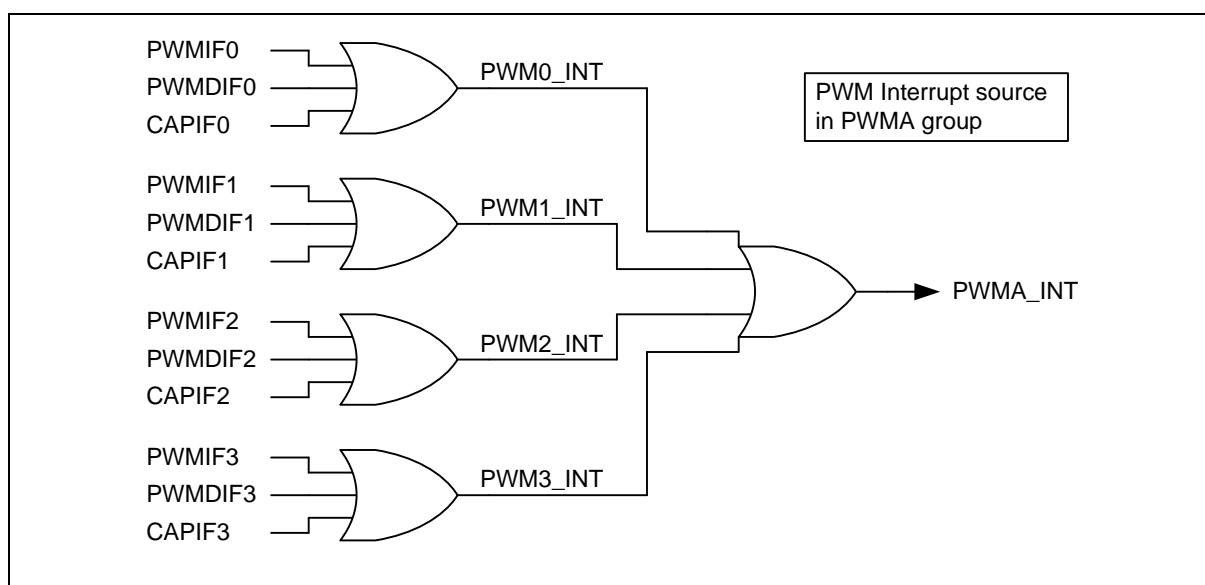 PWMIF0
PWMDIF0
CAPIF0
PWM0_INT
PWM Interrupt source
in PWMA group
PWMIF1
PWMDIF1
CAPIF1
PWM1_INT
PWMIF2
PWMDIF2
CAPIF2
PWM2_INT
PWMIF3
PWMDIF3
CAPIF3
PWM3_INT
PWMA_INT